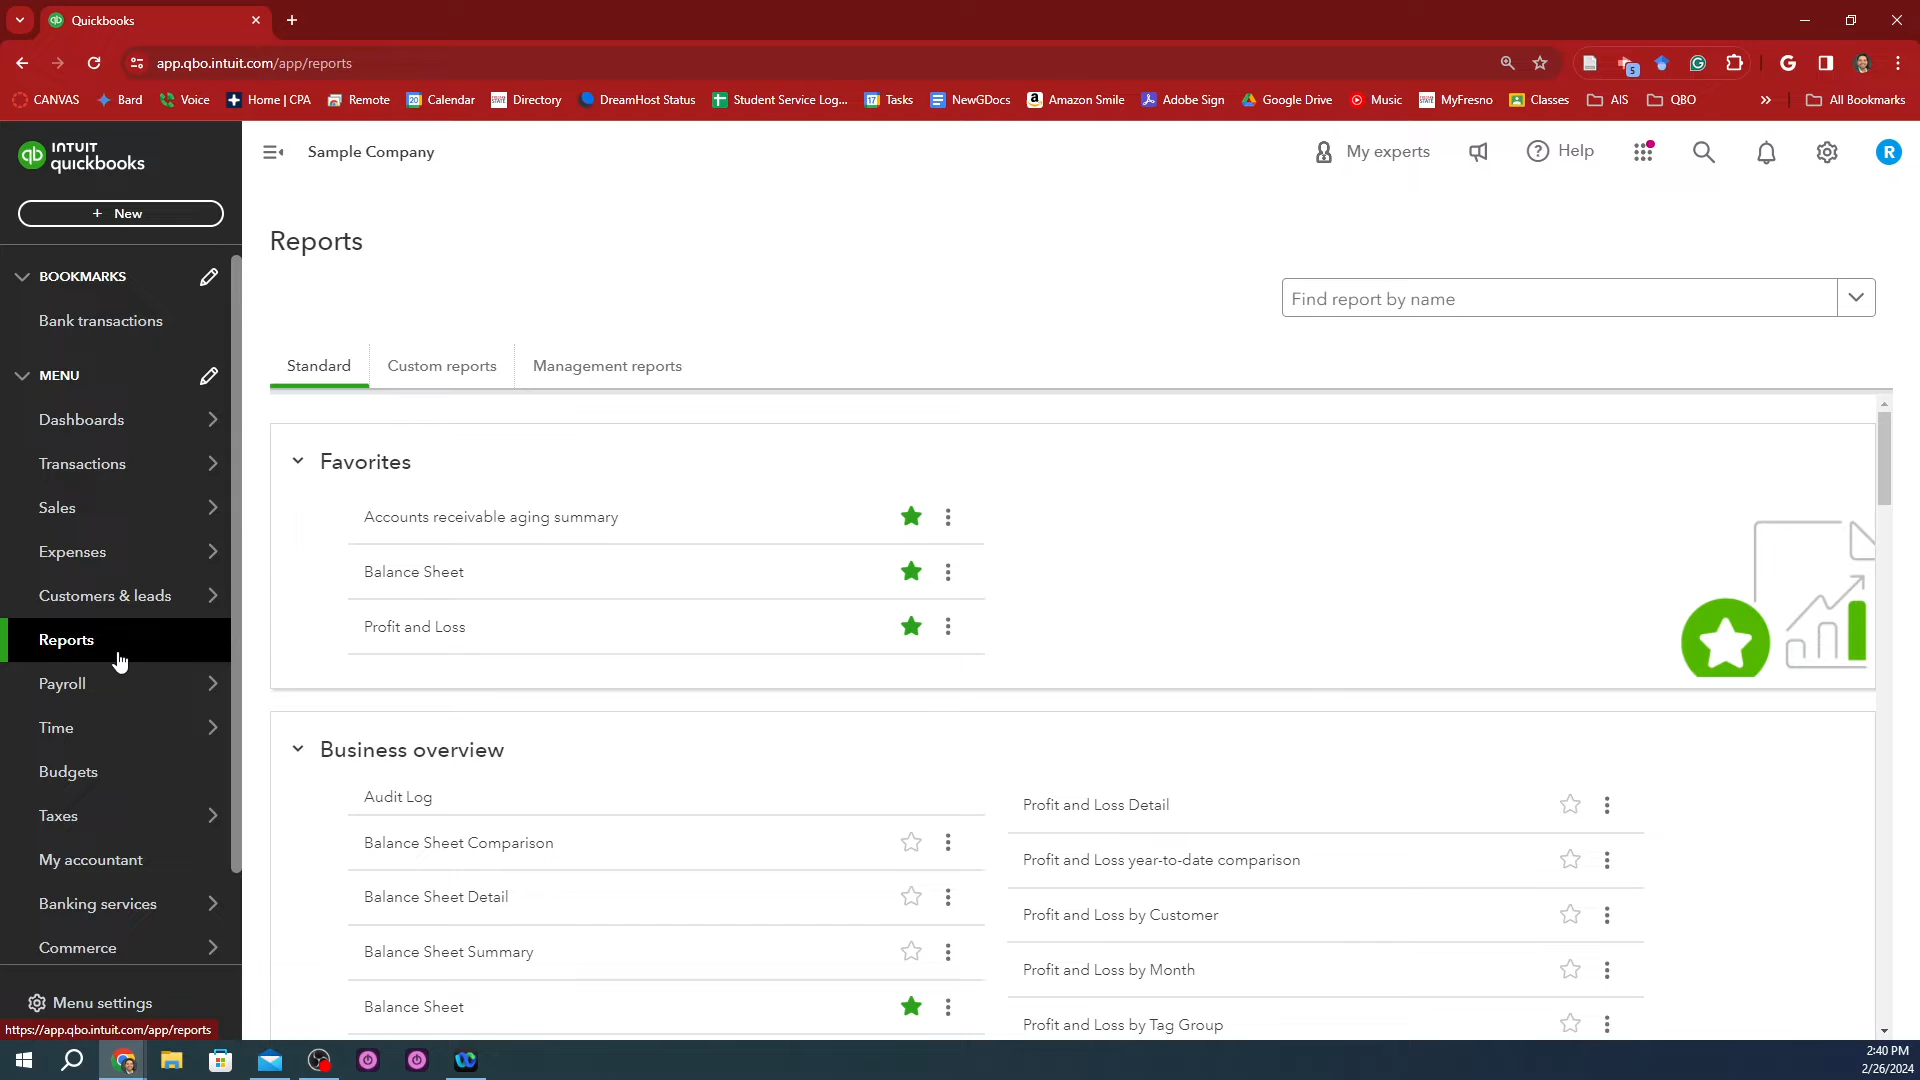 Quickbooks
app.qbo.intuit.com/app/reports
5
CANVAS Bard Voice Home | CPA Remote Calendar Directory DreamHost Status Student Service Log... Tasks NewGDocs Amazon Smile Adobe Sign Google Drive Music MyFresno Classes AIS QBO » All Bookmarks
INTUIT
quickbooks
Sample Company
My experts
Help
R
+ New
BOOKMARKS
Bank transactions
MENU
Dashboards
Transactions
Sales
Expenses
Customers & leads
Reports
Payroll
Time
Budgets
Taxes
My accountant
Banking services
Commerce
Menu settings
https://app.qbo.intuit.com/app/reports
Reports
Find report by name
Standard Custom reports Management reports
Favorites
Accounts receivable aging summary
Balance Sheet
Profit and Loss
Business overview
Audit Log
Balance Sheet Comparison
Balance Sheet Detail
Balance Sheet Summary
Balance Sheet
Profit and Loss Detail
Profit and Loss year-to-date comparison
Profit and Loss by Customer
Profit and Loss by Month
Profit and Loss by Tag Group
2:40 PM
2/26/2024